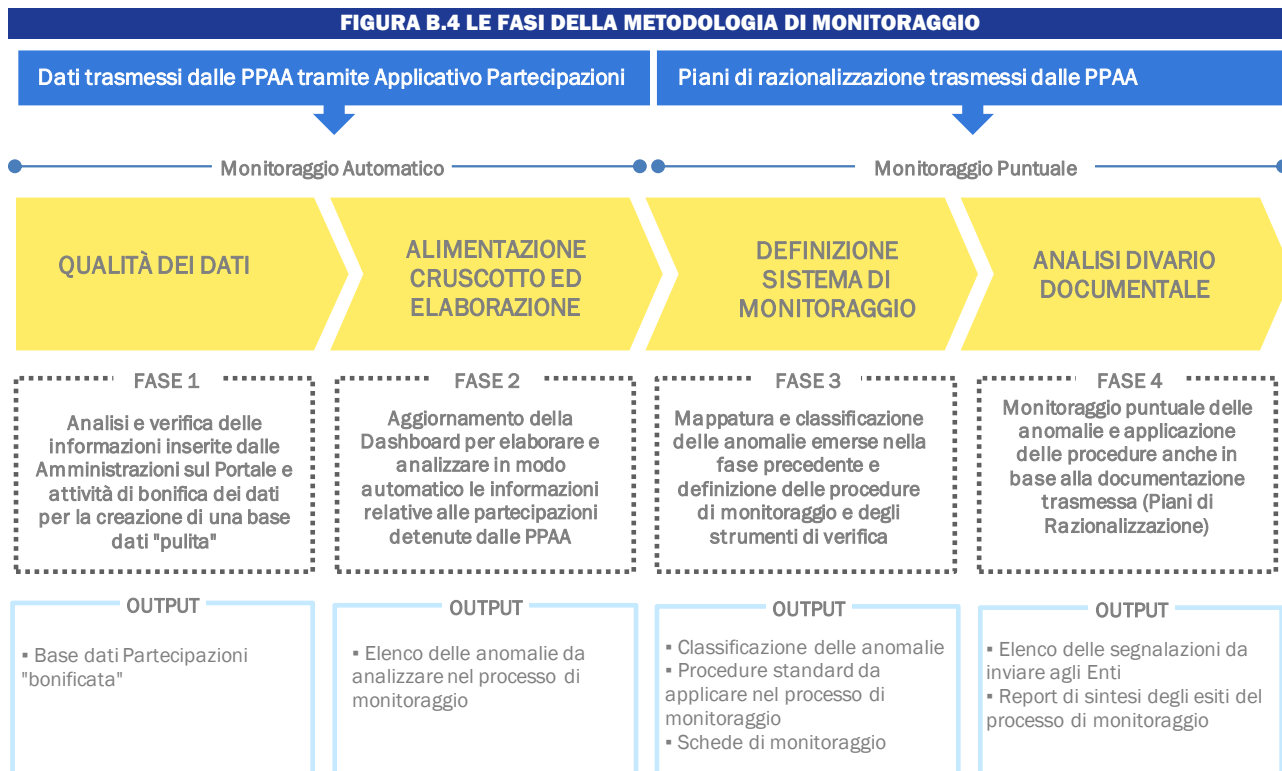 FIGURA B.4 LE FASI DELLA METODOLOGIA DI MONITORAGGIO
Dati trasmessi dalle PPAA tramite Applicativo Partecipazioni
Piani di razionalizzazione trasmessi dalle PPAA
Monitoraggio Automatico
Monitoraggio Puntuale
QUALITÀ DEI DATI
ALIMENTAZIONE
CRUSCOTTO ED
ELABORAZIONE
DEFINIZIONE
SISTEMA DI
MONITORAGGIO
ANALISI DIVARIO
DOCUMENTALE
FASE 1
Analisi e verifica delle
informazioni inserite dalle
Amministrazioni sul Portale e
attività di bonifica dei dati
per la creazione di una base
dati "pulita"
FASE 2
Aggiornamento della
Dashboard per elaborare e
analizzare in modo
automatico le informazioni
relative alle partecipazioni
detenute dalle PPAA
FASE 3
Mappatura e classificazione
delle anomalie emerse nella
fase precedente e
definizione delle procedure
di monitoraggio e degli
strumenti di verifica
FASE 4
Monitoraggio puntuale delle
anomalie e applicazione
delle procedure anche in
base alla documentazione
trasmessa (Piani di
Razionalizzazione)
OUTPUT
▪ Base dati Partecipazioni
"bonificata"
OUTPUT
▪ Elenco delle anomalie da
analizzare nel processo di
monitoraggio
OUTPUT
▪ Classificazione delle anomalie
▪ Procedure standard da
applicare nel processo di
monitoraggio
▪ Schede di monitoraggio
OUTPUT
▪ Elenco delle segnalazioni da
inviare agli Enti
▪ Report di sintesi degli esiti del
processo di monitoraggio